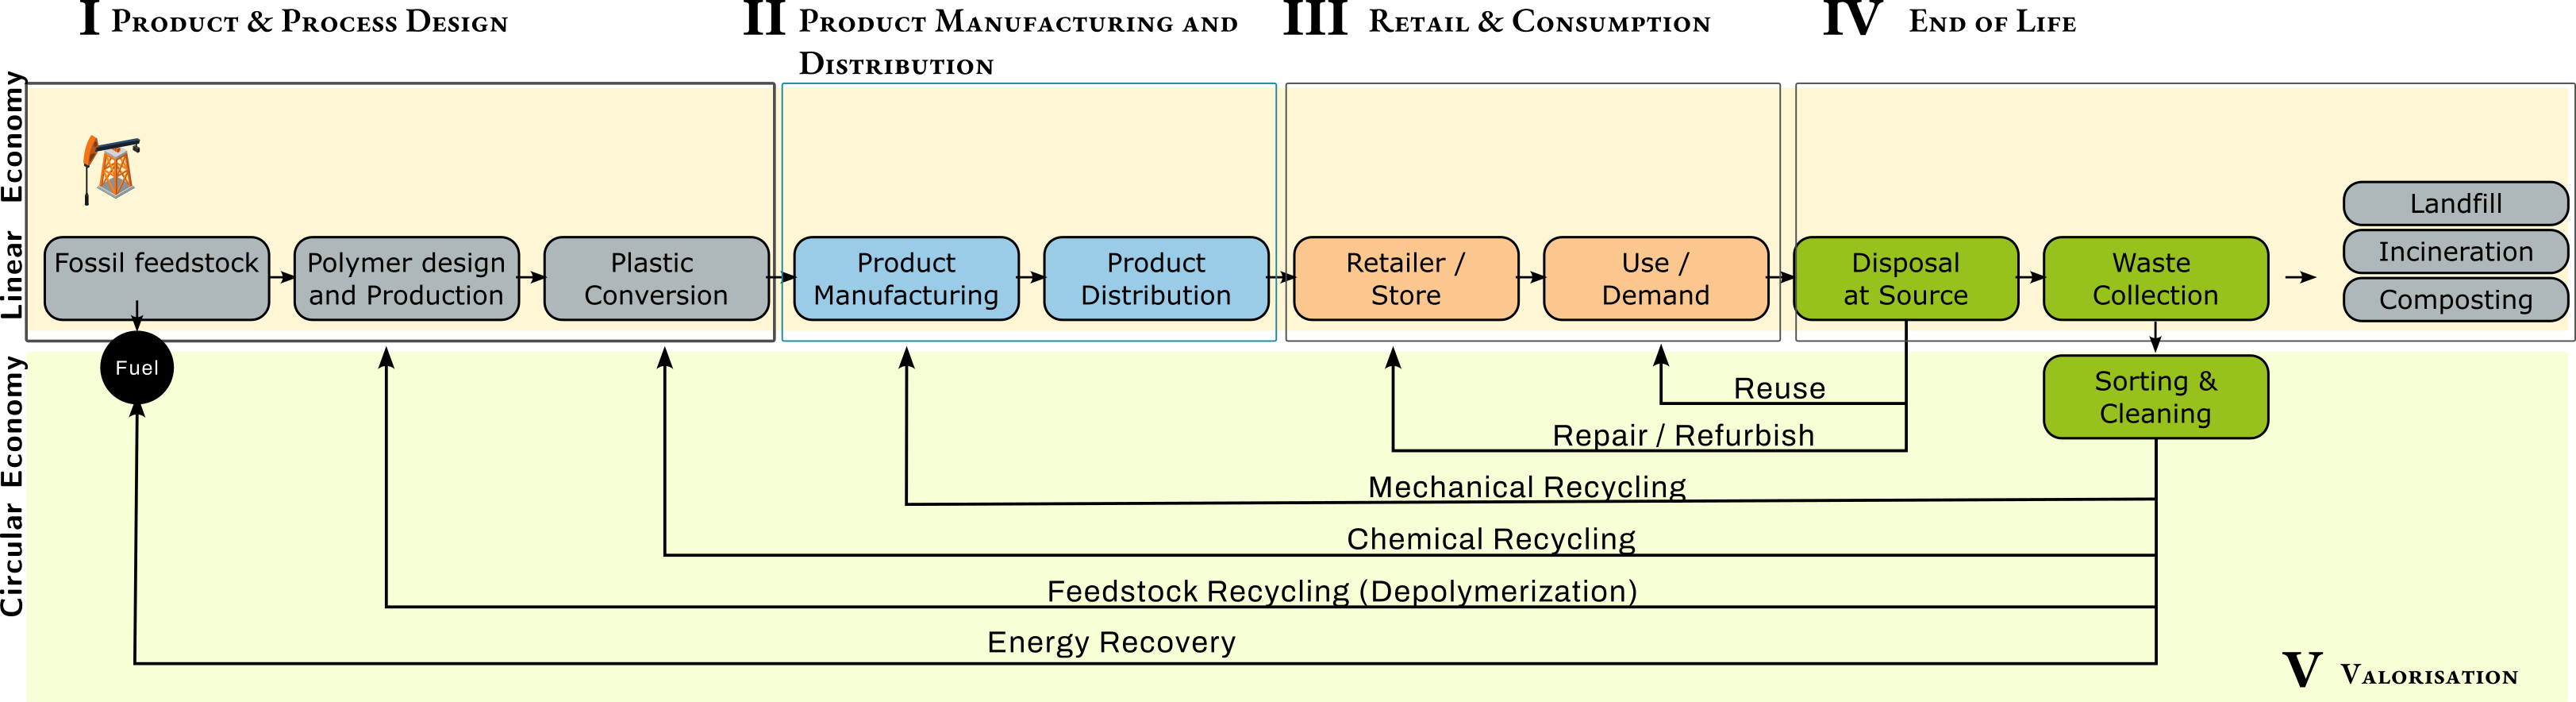 I Product & Process Design
II Product Manufacturing and
Distribution
III Retail & Consumption
IV End of Life
Linear Economy
Fossil feedstock
Polymer design
and Production
Plastic
Conversion
Product
Manufacturing
Product
Distribution
Retailer /
Store
Use /
Demand
Disposal
at Source
Waste
Collection
Landfill
Incineration
Composting
Circular Economy
Fuel
Sorting &
Cleaning
Reuse
Repair / Refurbish
Mechanical Recycling
Chemical Recycling
Feedstock Recycling (Depolymerization)
Energy Recovery
V Valorisation